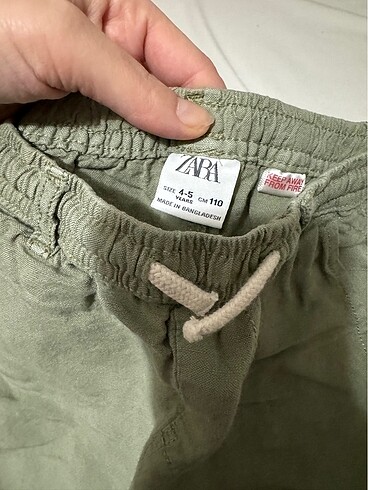 ZARA
SIZE 4-5 YEARS CM 110
MADE IN BANGLADESH
KEEP AWAY
FROM FIRE